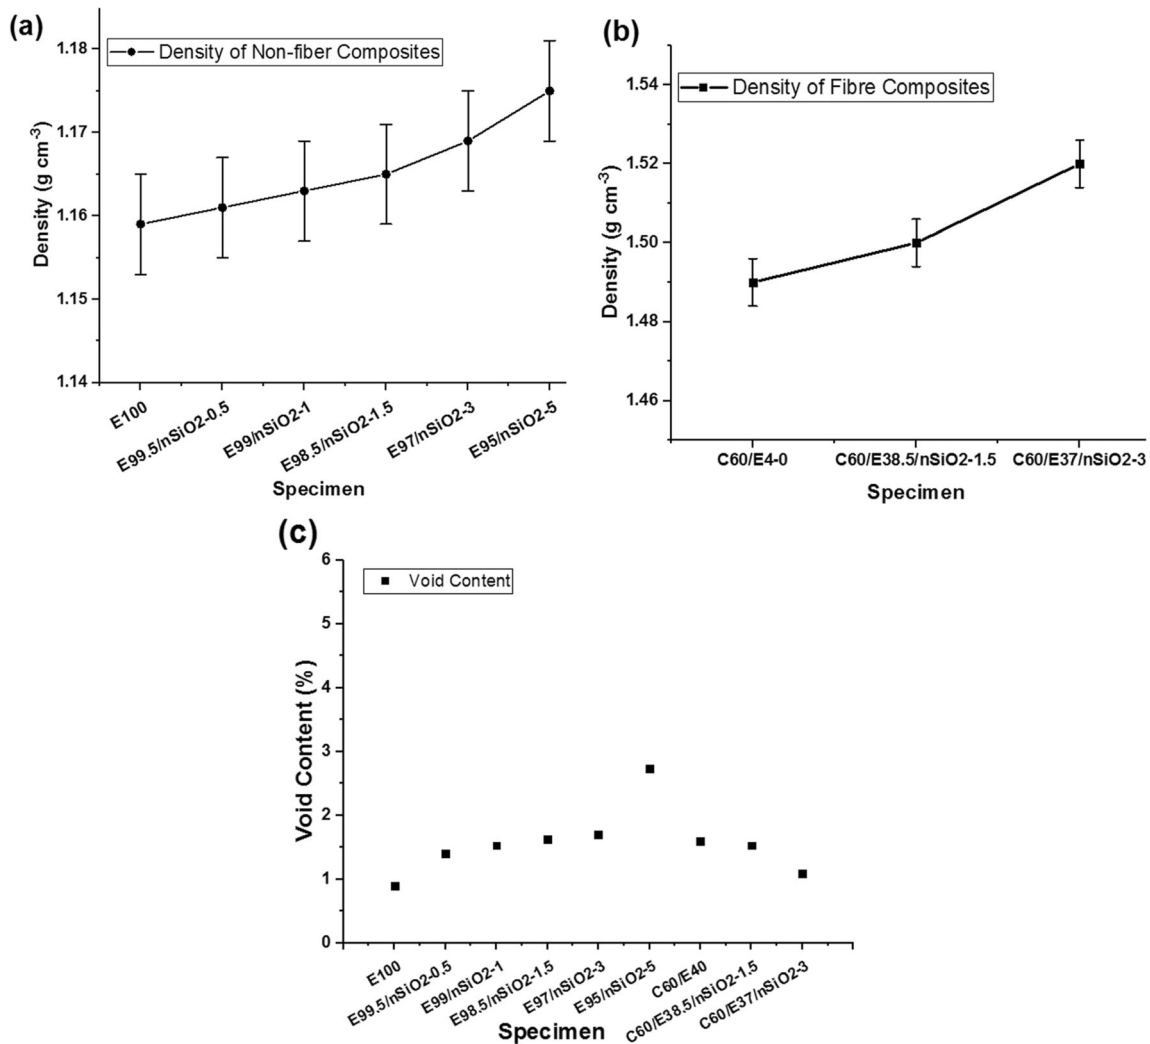 (a)
Density of Non-fiber Composites
Density (g cm⁻³)
1.18
1.17
1.16
1.15
1.14
E100
E99.5/nSiO2-0.5
E99/nSiO2-1
E98.5/nSiO2-1.5
E97/nSiO2-3
E95/nSiO2-5
Specimen
(b)
Density of Fibre Composites
Density (g cm⁻³)
1.54
1.52
1.50
1.48
1.46
C60/E4-0
C60/E38.5/nSiO2-1.5
C60/E37/nSiO2-3
Specimen
(c)
Void Content
Void Content (%)
6
5
4
3
2
1
0
E100
E99.5/nSiO2-0.5
E99/nSiO2-1
E98.5/nSiO2-1.5
E97/nSiO2-3
E95/nSiO2-5
C60/E40
C60/E38.5/nSiO2-1.5
C60/E37/nSiO2-3
Specimen